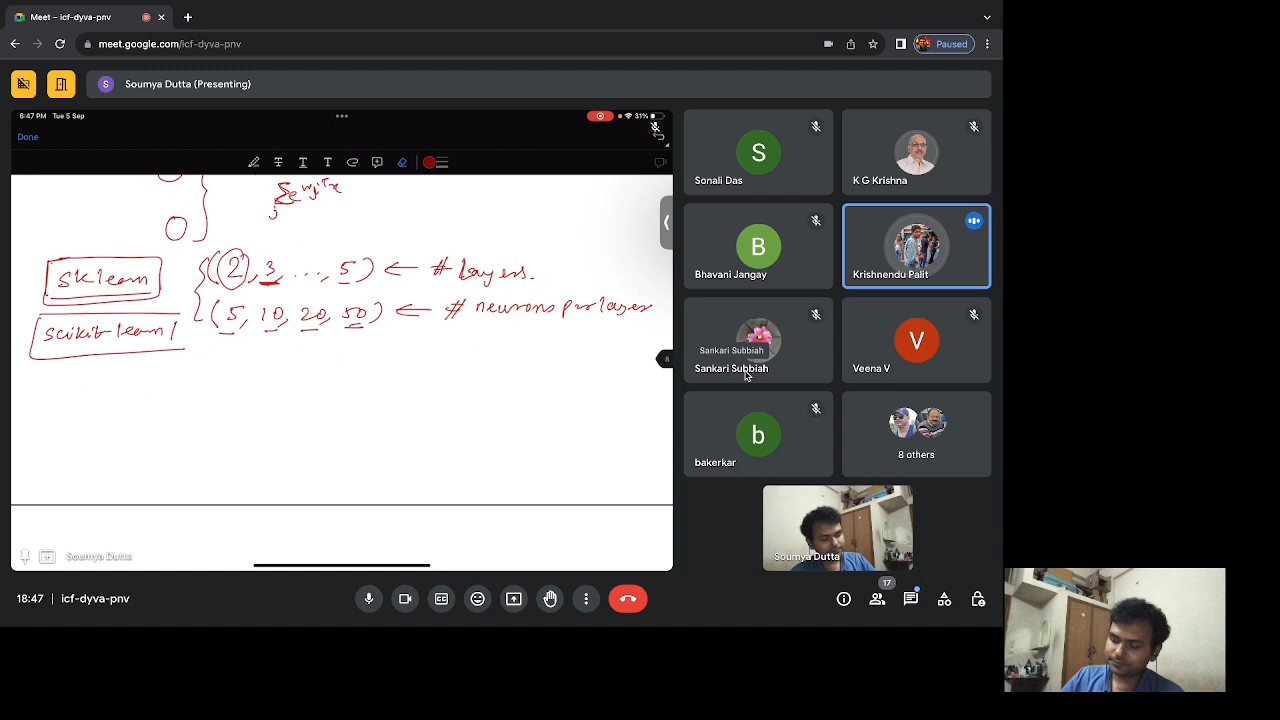 Meet – icf-dyva-pnv
meet.google.com/icf-dyva-pnv
Paused
S Soumya Dutta (Presenting)
6:47 PM Tue 5 Sep
31%
Done
T T T
Σ e^wjᵀx
j
sklearn
(2, 3, ..., 5) ← # layers.
(5, 10, 20, 50) ← # neurons per layer
scikit-learn
8
Soumya Dutta
S
Sonali Das
K G Krishna
B
Bhavani Jangay
Krishnendu Palit
Sankari Subbiah
Sankari Subbiah
V
Veena V
b
bakerkar
8 others
Soumya Dutta
18:47 | icf-dyva-pnv
17